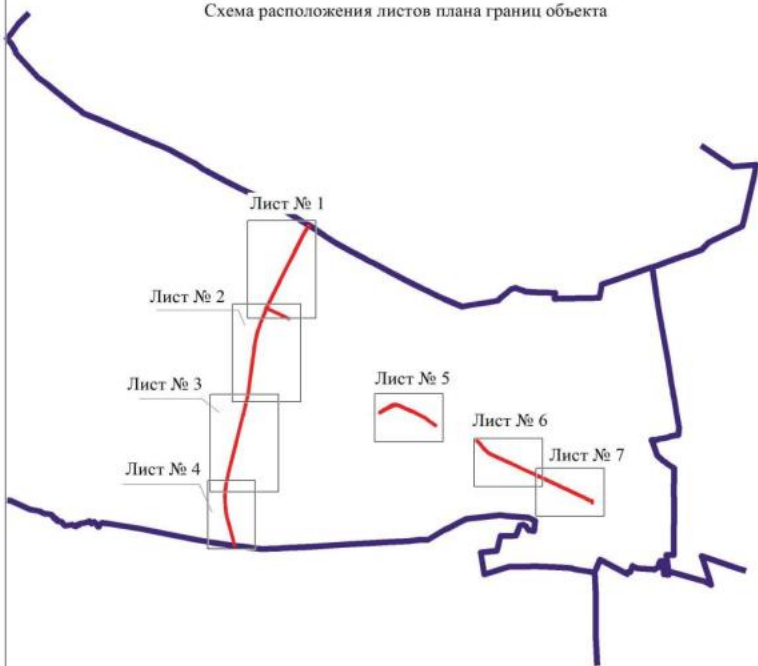 Схема расположения листов плана границ объекта
Лист № 1
Лист № 2
Лист № 3
Лист № 4
Лист № 5
Лист № 6
Лист № 7